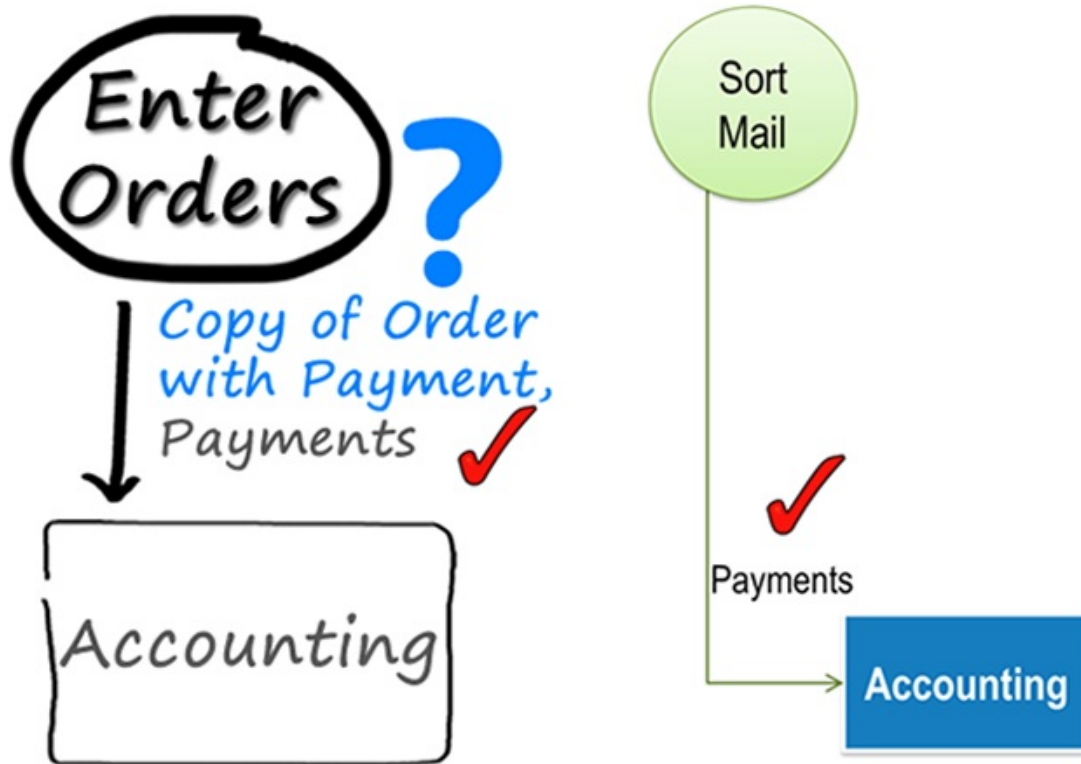 Enter
Orders
?
Copy of Order
with Payment,
Payments
Accounting
Sort
Mail
Payments
Accounting